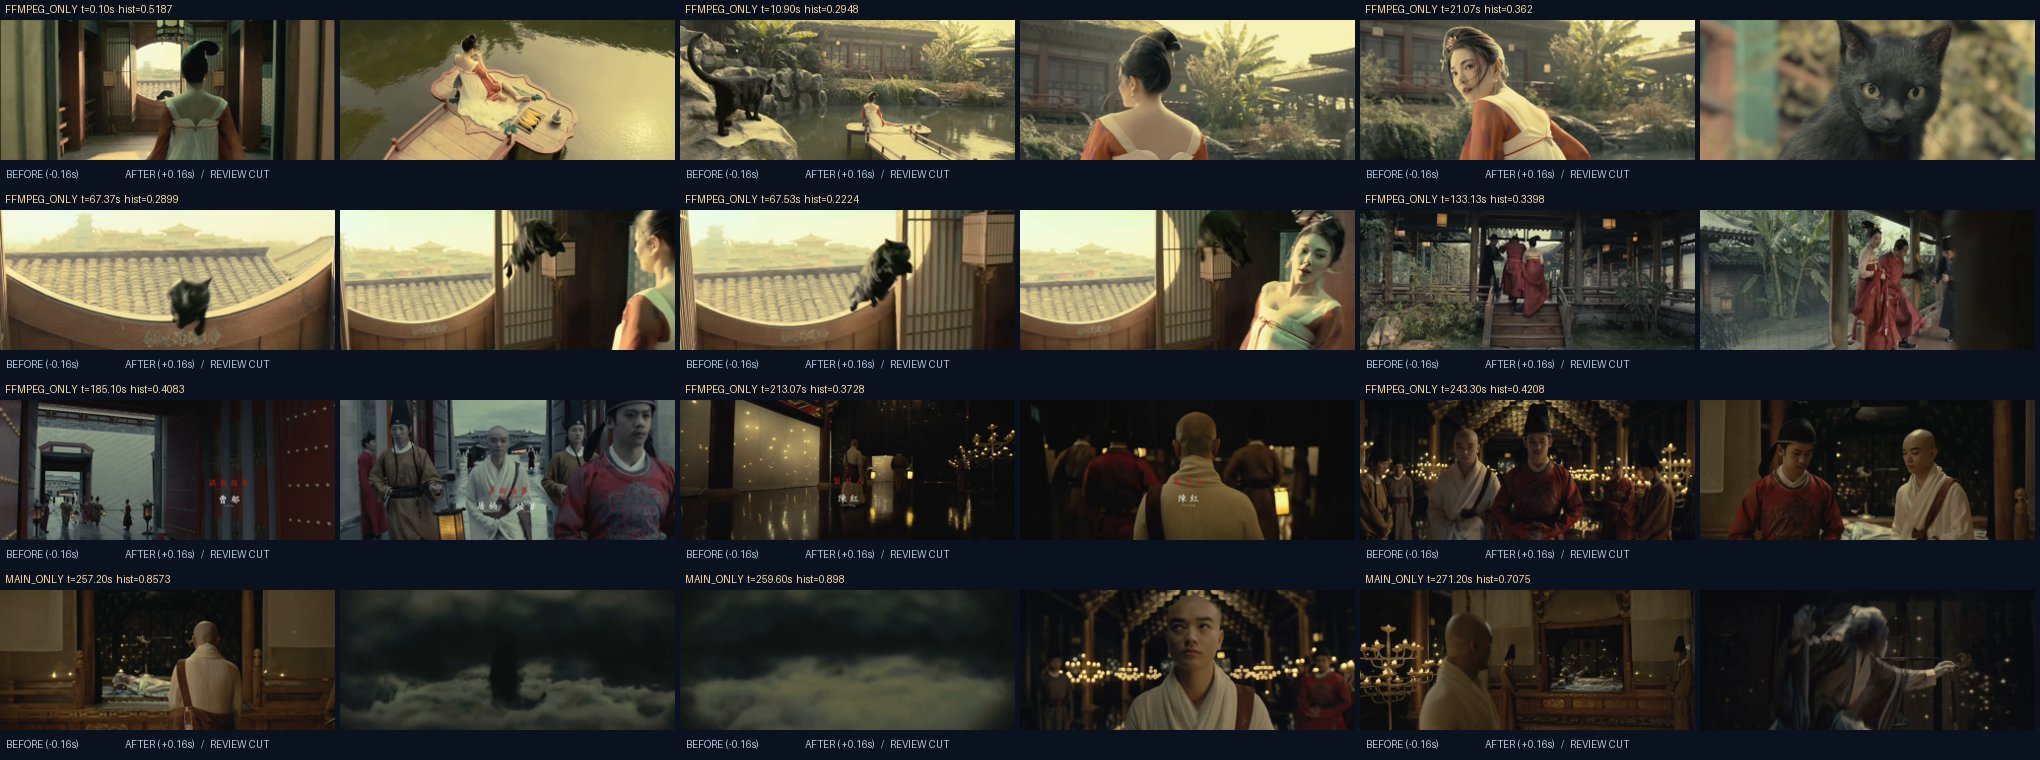 FFMPEG_ONLY t=0.10s hist=0.5187
FFMPEG_ONLY t=10.90s hist=0.2948
FFMPEG_ONLY t=21.07s hist=0.362
BEFORE (-0.16s) AFTER (+0.16s) / REVIEW CUT
BEFORE (-0.16s) AFTER (+0.16s) / REVIEW CUT
BEFORE (-0.16s) AFTER (+0.16s) / REVIEW CUT
FFMPEG_ONLY t=67.37s hist=0.2899
FFMPEG_ONLY t=67.53s hist=0.2224
FFMPEG_ONLY t=133.13s hist=0.3398
BEFORE (-0.16s) AFTER (+0.16s) / REVIEW CUT
BEFORE (-0.16s) AFTER (+0.16s) / REVIEW CUT
BEFORE (-0.16s) AFTER (+0.16s) / REVIEW CUT
FFMPEG_ONLY t=185.10s hist=0.4083
FFMPEG_ONLY t=213.07s hist=0.3728
FFMPEG_ONLY t=243.30s hist=0.4208
陳紅
陳紅
BEFORE (-0.16s) AFTER (+0.16s) / REVIEW CUT
BEFORE (-0.16s) AFTER (+0.16s) / REVIEW CUT
BEFORE (-0.16s) AFTER (+0.16s) / REVIEW CUT
MAIN_ONLY t=257.20s hist=0.8573
MAIN_ONLY t=259.60s hist=0.898
MAIN_ONLY t=271.20s hist=0.7075
BEFORE (-0.16s) AFTER (+0.16s) / REVIEW CUT
BEFORE (-0.16s) AFTER (+0.16s) / REVIEW CUT
BEFORE (-0.16s) AFTER (+0.16s) / REVIEW CUT